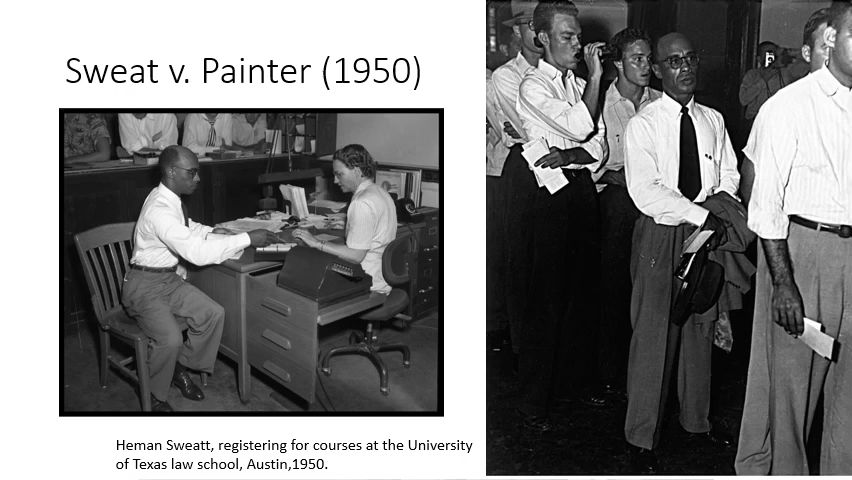 Sweat v. Painter (1950)
Heman Sweatt, registering for courses at the University
of Texas law school, Austin,1950.